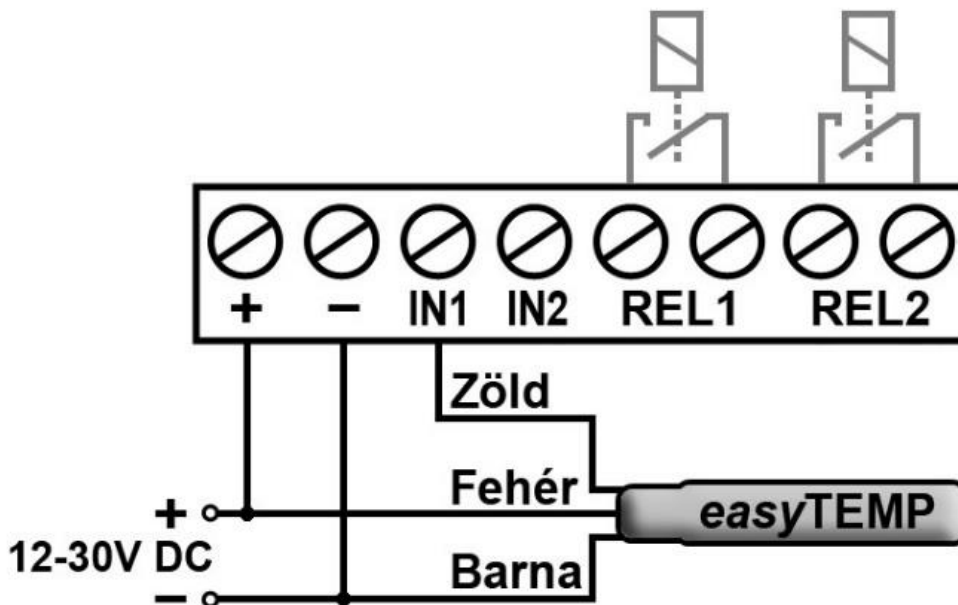 + − IN1 IN2 REL1 REL2
Zöld
Fehér
easyTEMP
+
12-30V DC
Barna
−